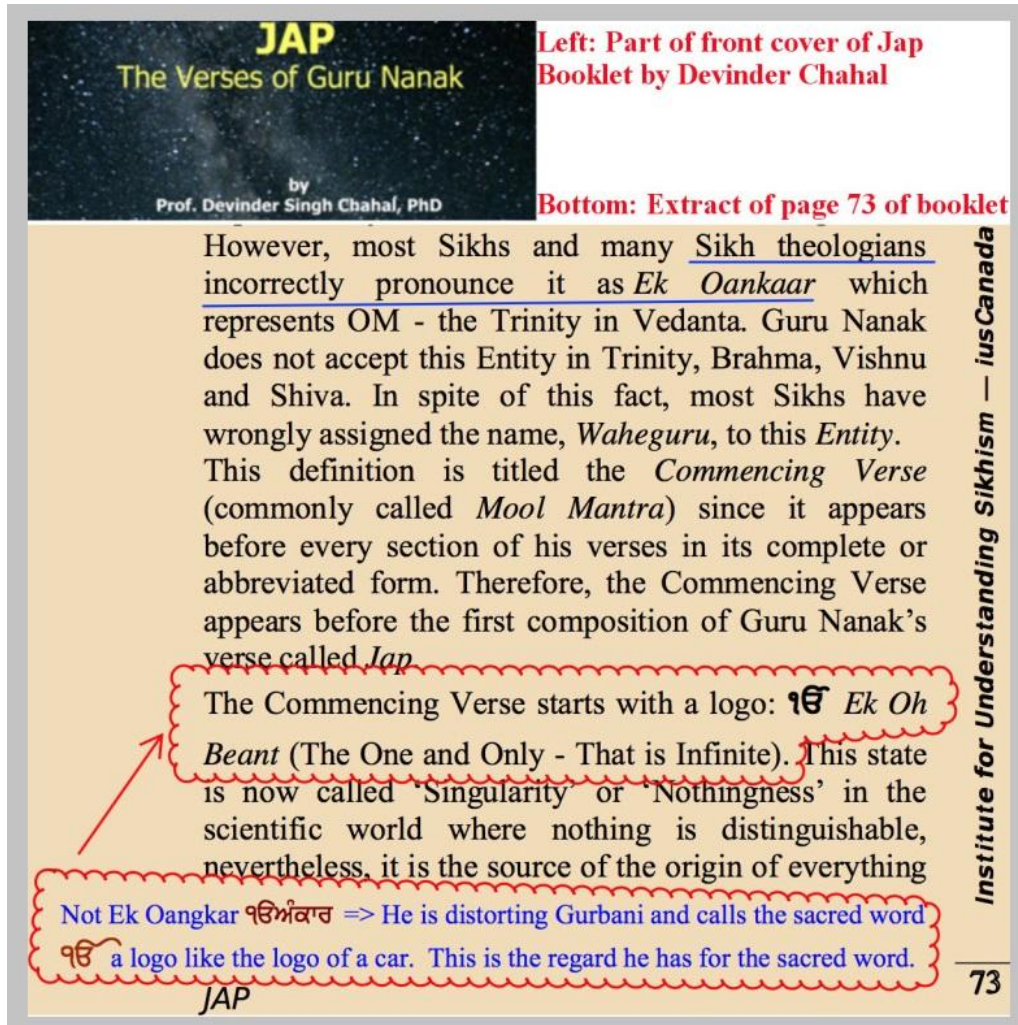 JAP
The Verses of Guru Nanak
by
Prof. Devinder Singh Chahal, PhD
Left: Part of front cover of Jap
Booklet by Devinder Chahal
Bottom: Extract of page 73 of booklet
However, most Sikhs and many Sikh theologians
incorrectly pronounce it as Ek Oankaar which
represents OM - the Trinity in Vedanta. Guru Nanak
does not accept this Entity in Trinity, Brahma, Vishnu
and Shiva. In spite of this fact, most Sikhs have
wrongly assigned the name, Waheguru, to this Entity.
This definition is titled the Commencing Verse
(commonly called Mool Mantra) since it appears
before every section of his verses in its complete or
abbreviated form. Therefore, the Commencing Verse
appears before the first composition of Guru Nanak's
verse called Jap.
The Commencing Verse starts with a logo: ੴ Ek Oh
Beant (The One and Only - That is Infinite). This state
is now called 'Singularity' or 'Nothingness' in the
scientific world where nothing is distinguishable,
nevertheless, it is the source of the origin of everything
Not Ek Oangkar ੧ਓਅੰਕਾਰ => He is distorting Gurbani and calls the sacred word
ੴ a logo like the logo of a car. This is the regard he has for the sacred word.
JAP
Institute for Understanding Sikhism — iusCanada
73